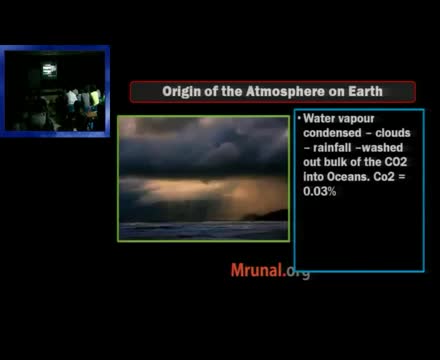 Origin of the Atmosphere on Earth
• Water vapour
condensed – clouds
– rainfall –washed
out bulk of the CO2
into Oceans. Co2 =
0.03%
Mrunal.org